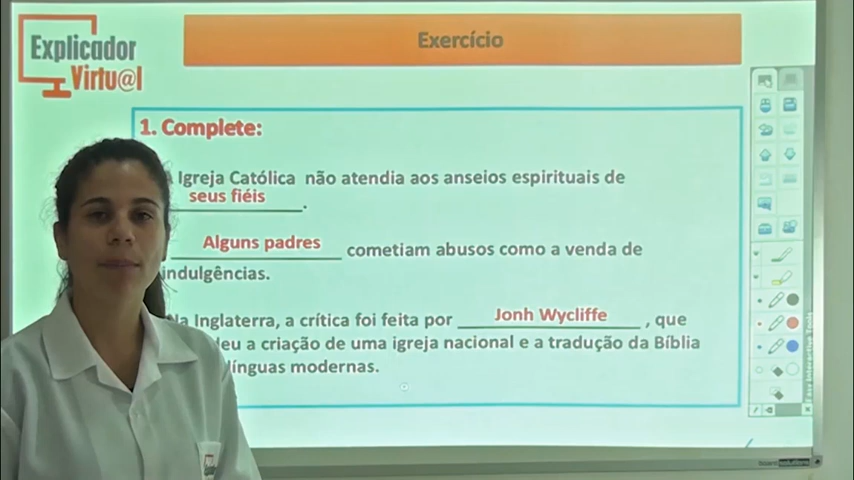 Explicador
Virtu@l
Exercício
1. Complete:
Igreja Católica não atendia aos anseios espirituais de
seus fiéis.
Alguns padres cometiam abusos como a venda de
indulgências.
Na Inglaterra, a crítica foi feita por Jonh Wycliffe, que
eu a criação de uma igreja nacional e a tradução da Bíblia
línguas modernas.